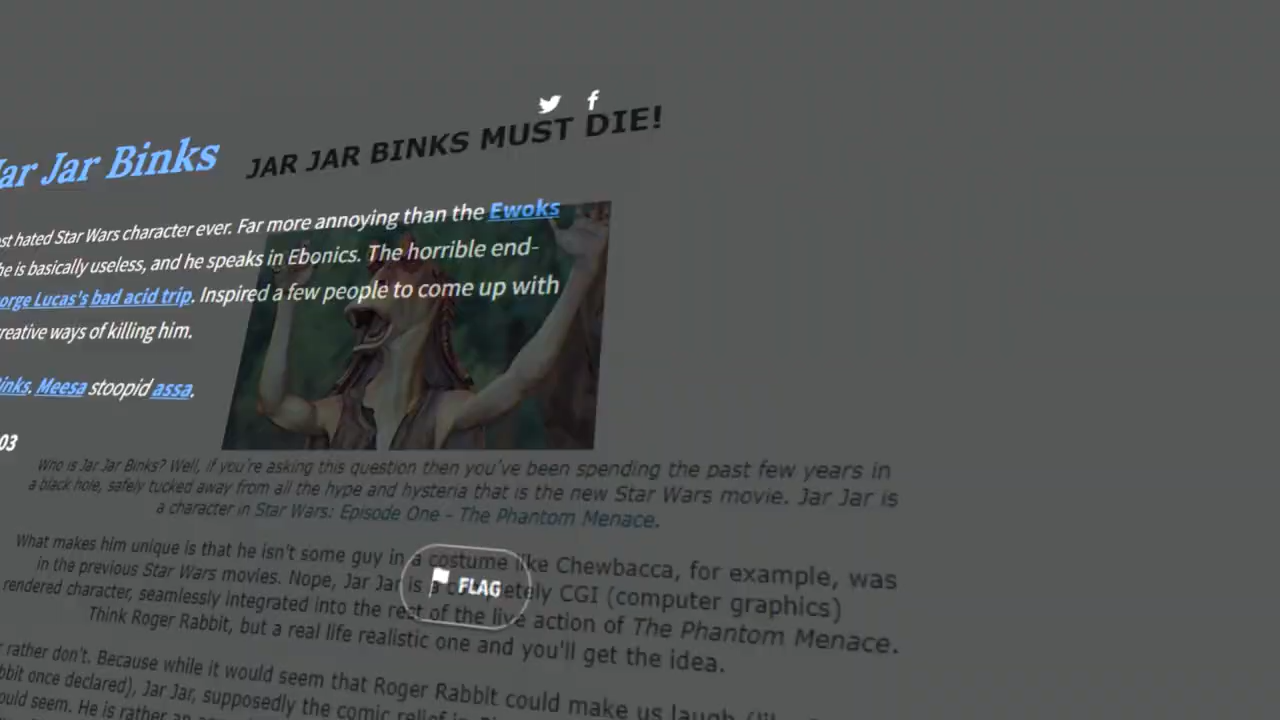 JAR JAR BINKS MUST DIE!
Jar Binks
hated Star Wars character ever. Far more annoying than the Ewoks
he is basically useless, and he speaks in Ebonics. The horrible end-
Lucas's bad acid trip. Inspired a few people to come up with
ways of killing him.
Meesa stoopid assa.
03
Who is Jar Jar Binks? Well, if you're asking this question then you've been spending the past few years in
a black hole, safely tucked away from all the hype and hysteria that is the new Star Wars movie. Jar Jar is
a character in Star Wars: Episode One - The Phantom Menace.
What makes him unique is that he isn't some guy in a costume like Chewbacca, for example, was
in the previous Star Wars movies. Nope, Jar Jar is a completely CGI (computer graphics)
rendered character, seamlessly integrated into the rest of the live action of The Phantom Menace.
FLAG
Think Roger Rabbit, but a real life realistic one and you'll get the idea.
rather don't. Because while it would seem that Roger Rabbit could make us laugh
once declared), Jar Jar, supposedly the comic relief in
seem. He is rather an